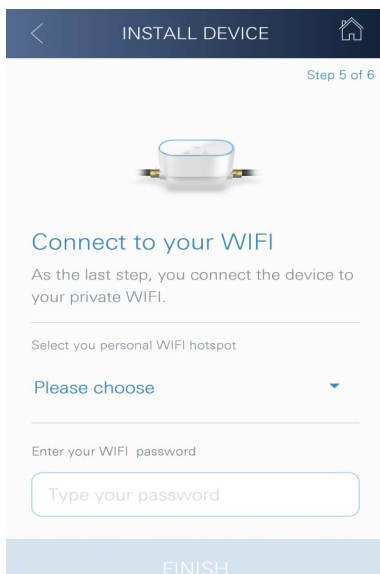 INSTALL DEVICE
Step 5 of 6
Connect to your WIFI
As the last step, you connect the device to
your private WIFI.
Select you personal WIFI hotspot
Please choose
Enter your WIFI password
Type your password
FINISH